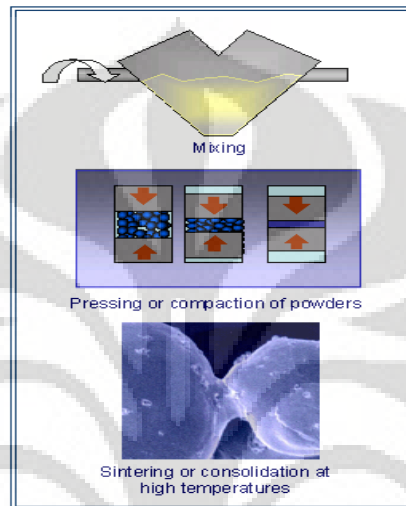 Mixing
Pressing or compaction of powders
Sintering or consolidation at
high temperatures